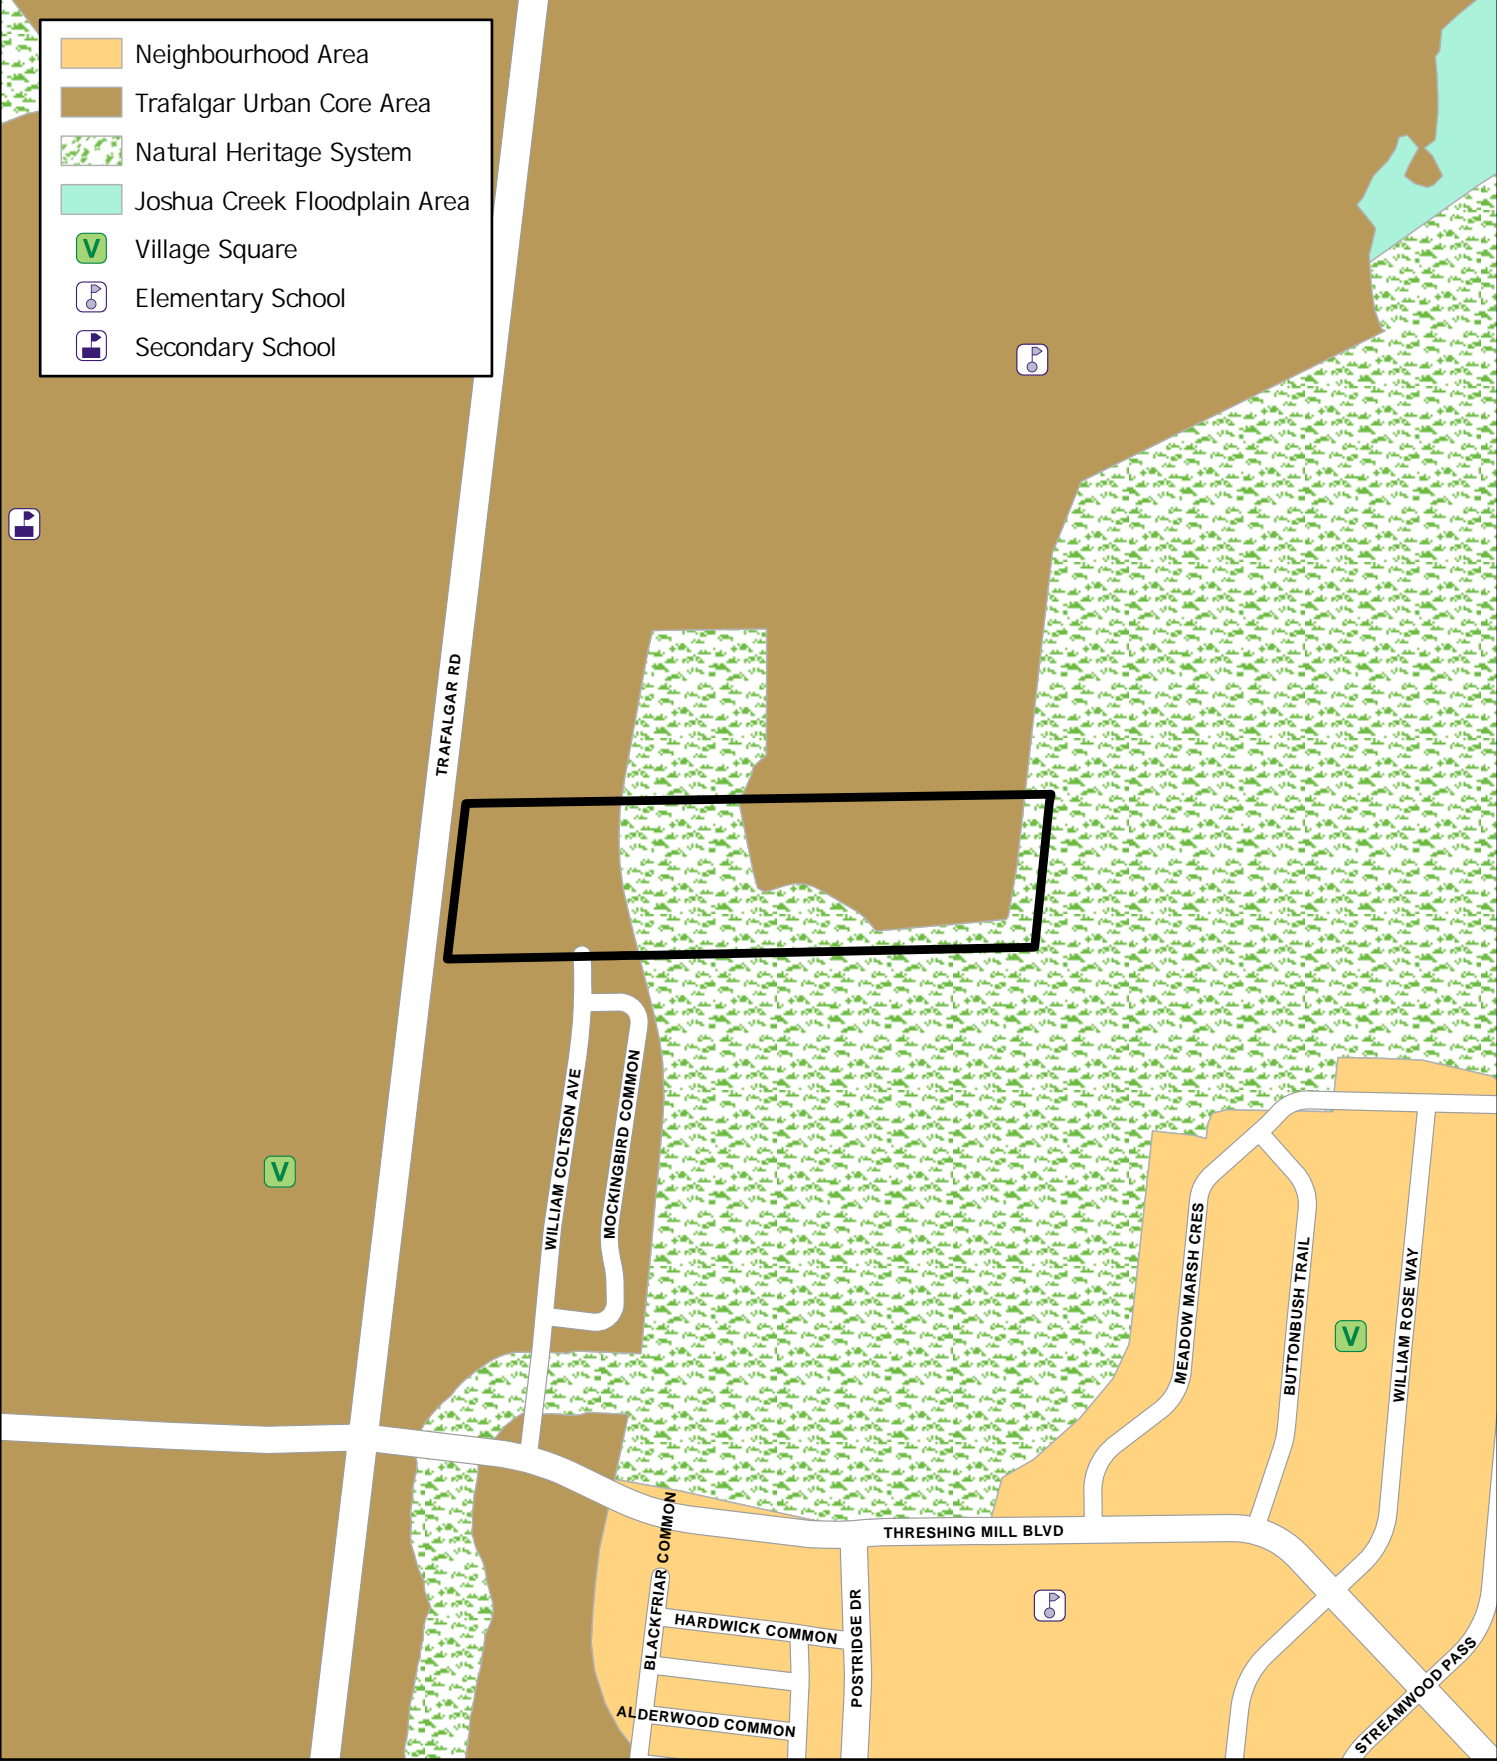 Neighbourhood Area
Trafalgar Urban Core Area
Natural Heritage System
Joshua Creek Floodplain Area
V Village Square
Elementary School
Secondary School
TRAFALGAR RD
WILLIAM COLTSON AVE
MOCKINGBIRD COMMON
V
MEADOW MARSH CRES
BUTTONBUSH TRAIL
V
WILLIAM ROSE WAY
THRESHING MILL BLVD
BLACKFRIAR COMMON
HARDWICK COMMON
POSTRIDGE DR
ALDERWOOD COMMON
STREAMWOOD PASS